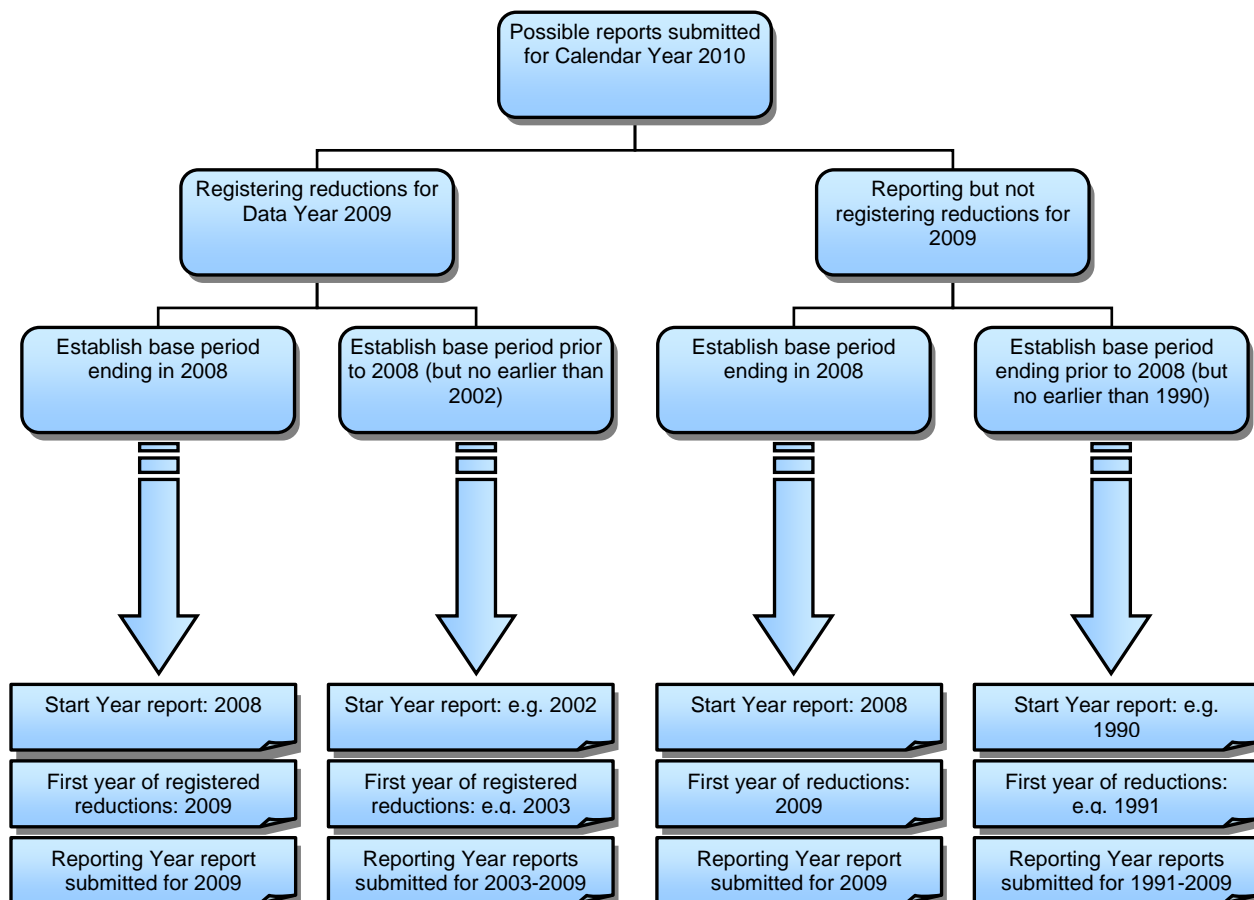 Possible reports submitted
for Calendar Year 2010
Registering reductions for
Data Year 2009
Reporting but not
registering reductions for
2009
Establish base period
ending in 2008
Establish base period prior
to 2008 (but no earlier than
2002)
Establish base period
ending in 2008
Establish base period
ending prior to 2008 (but
no earlier than 1990)
Start Year report: 2008
Star Year report: e.g. 2002
Start Year report: 2008
Start Year report: e.g.
1990
First year of registered
reductions: 2009
First year of registered
reductions: e.g. 2003
First year of reductions:
2009
First year of reductions:
e.g. 1991
Reporting Year report
submitted for 2009
Reporting Year reports
submitted for 2003-2009
Reporting Year report
submitted for 2009
Reporting Year reports
submitted for 1991-2009